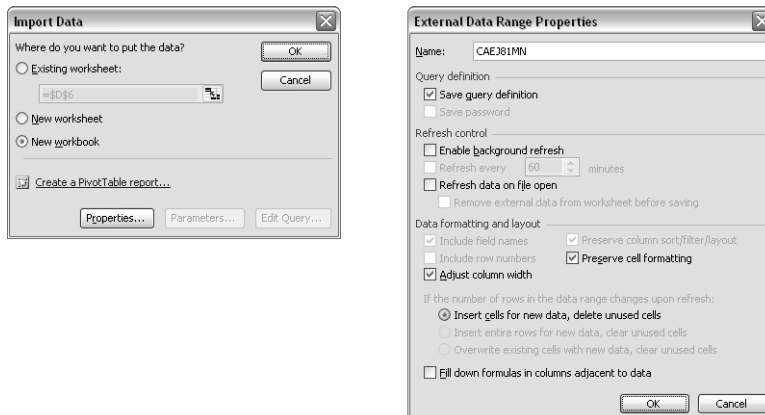 Import Data
Where do you want to put the data?
OK
Existing worksheet:
Cancel
=$D$6
New worksheet
New workbook
Create a PivotTable report...
Properties...
Parameters...
Edit Query...
External Data Range Properties
Name:
CAEJ81MN
Query definition
Save query definition
Save password
Refresh control
Enable background refresh
Refresh every 60 minutes
Refresh data on file open
Remove external data from worksheet before saving
Data formatting and layout
Include field names
Preserve column sort/filter/layout
Include row numbers
Preserve cell formatting
Adjust column width
If the number of rows in the data range changes upon refresh:
Insert cells for new data, delete unused cells
Insert entire rows for new data, clear unused cells
Overwrite existing cells with new data, clear unused cells
Fill down formulas in columns adjacent to data
OK
Cancel